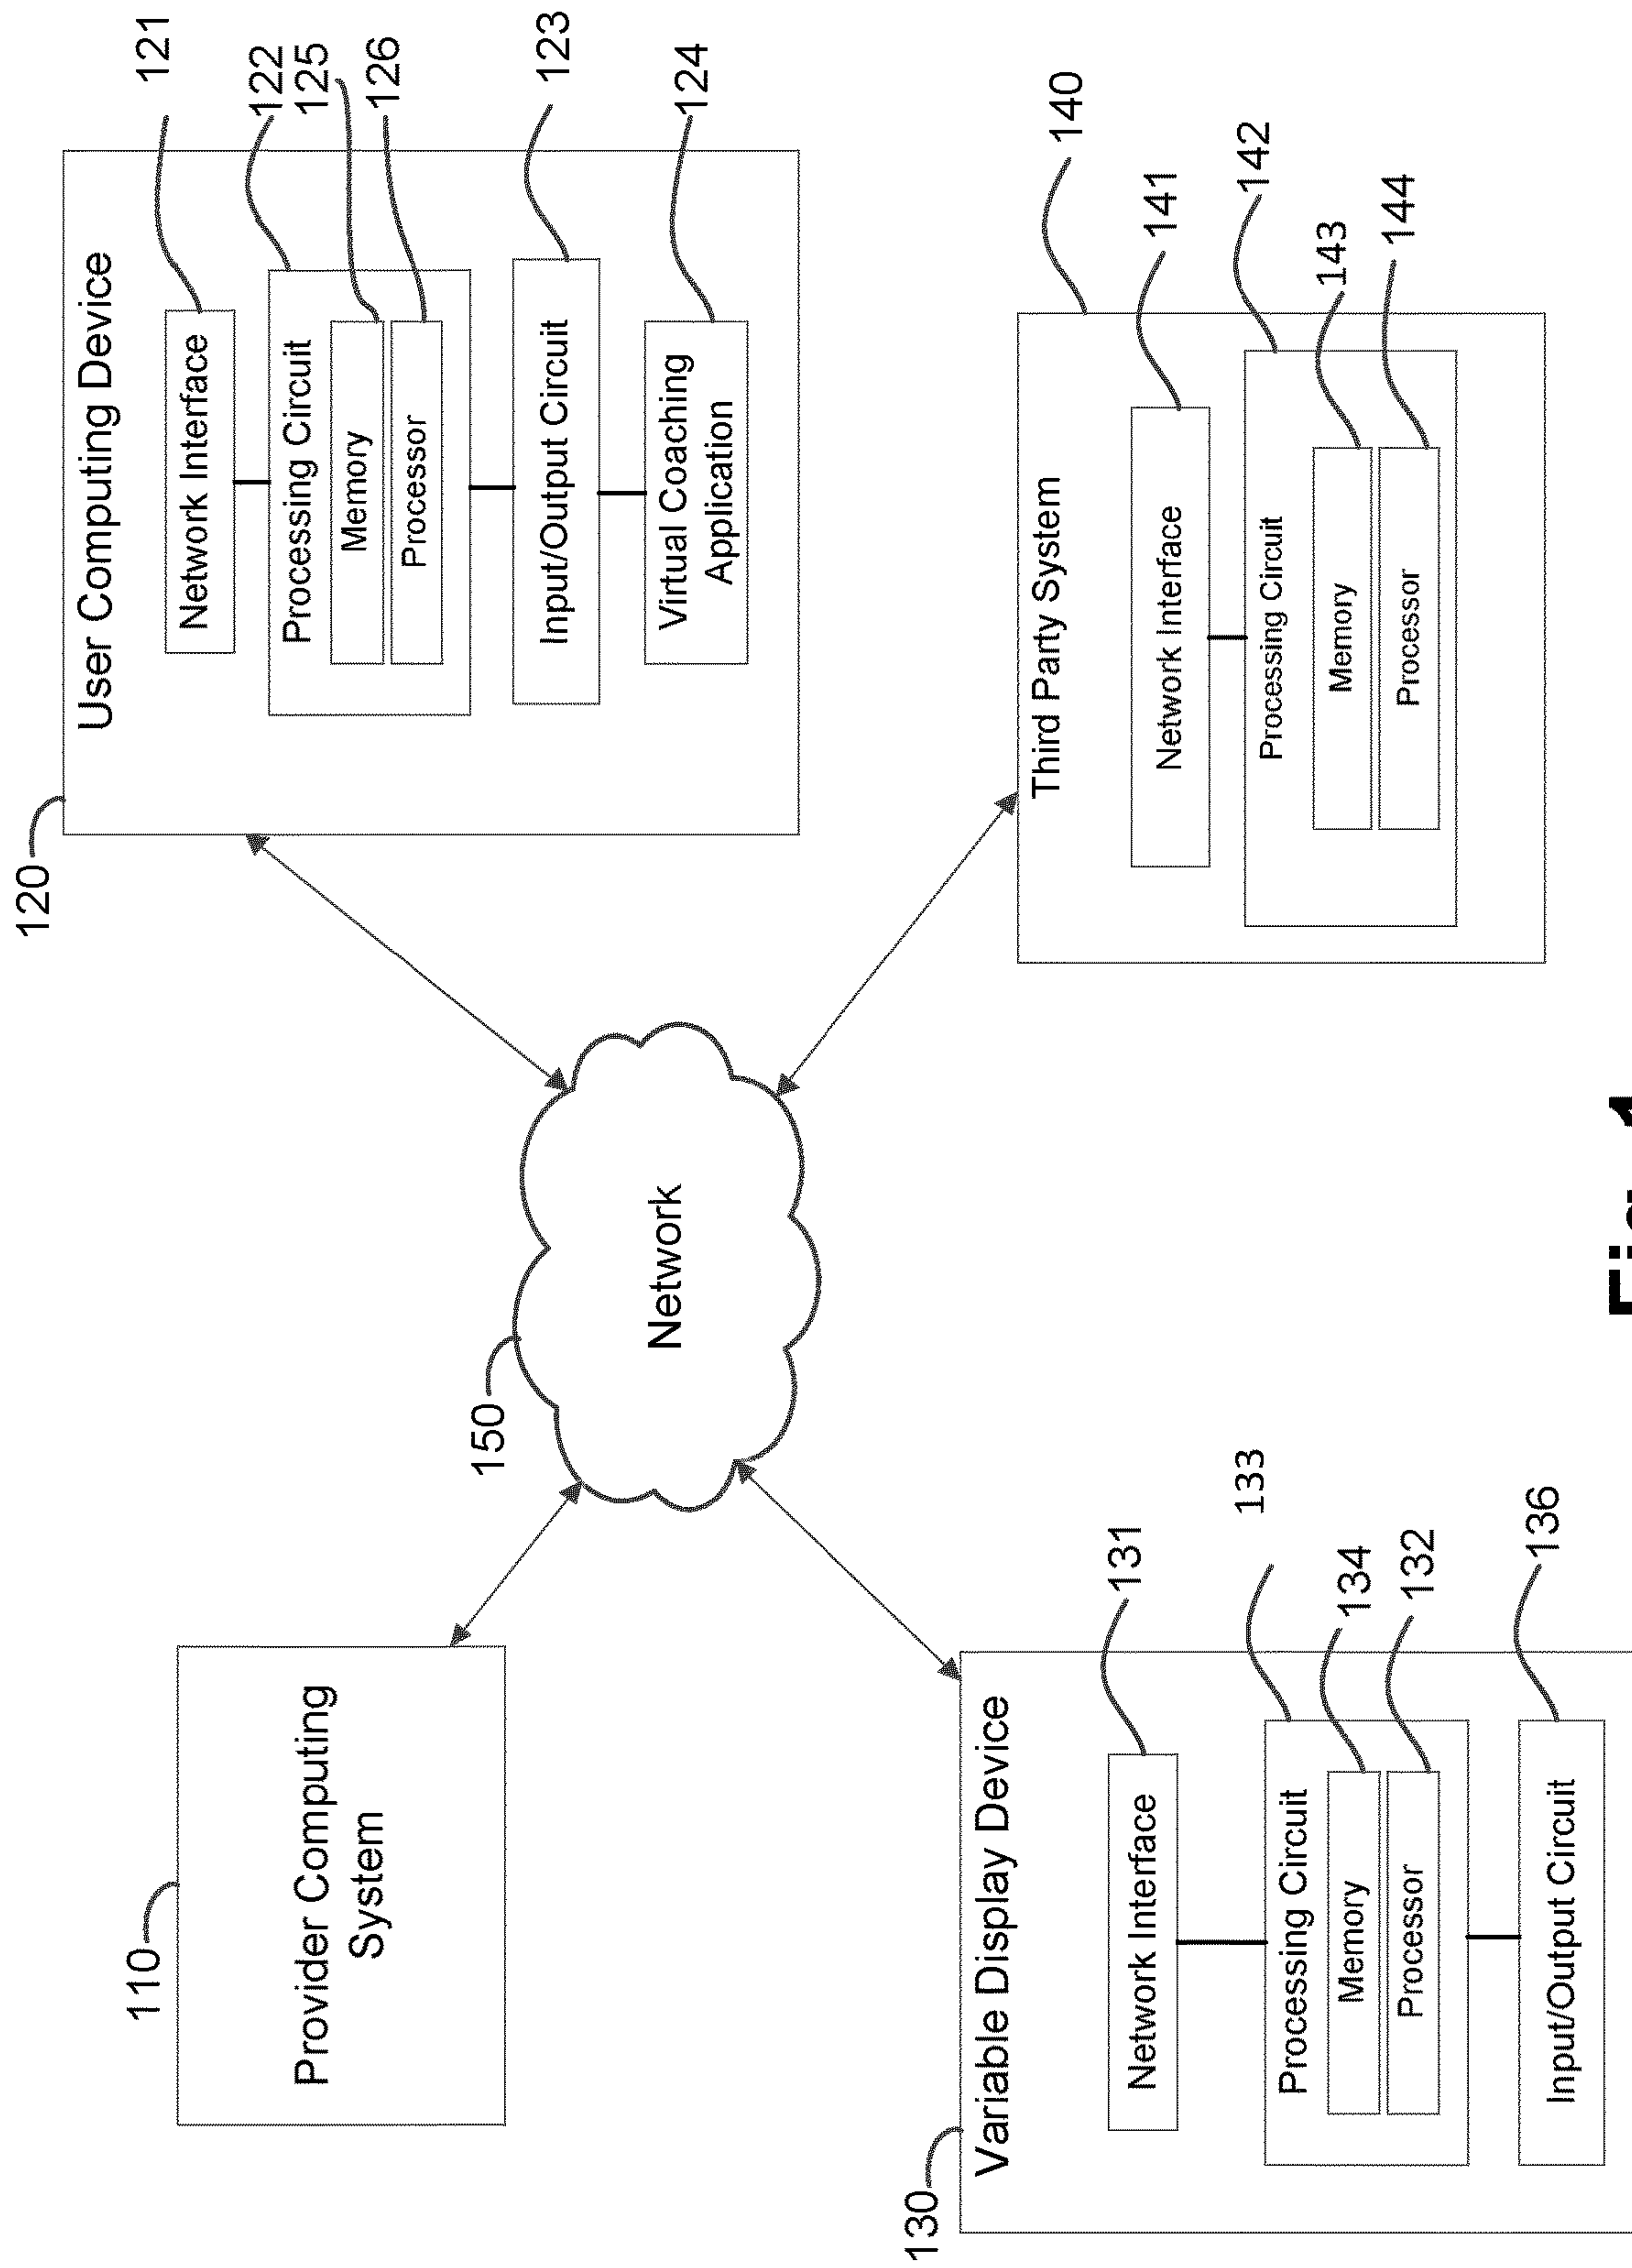 110
Provider Computing
System
120
User Computing Device
Network Interface
121
Processing Circuit
122
Memory
125
Processor
126
Input/Output Circuit
123
Virtual Coaching
Application
124
150
Network
130
Variable Display Device
Network Interface
131
Processing Circuit
133
Memory
134
Processor
132
Input/Output Circuit
136
Third Party System
140
Network Interface
141
Processing Circuit
142
Memory
143
Processor
144